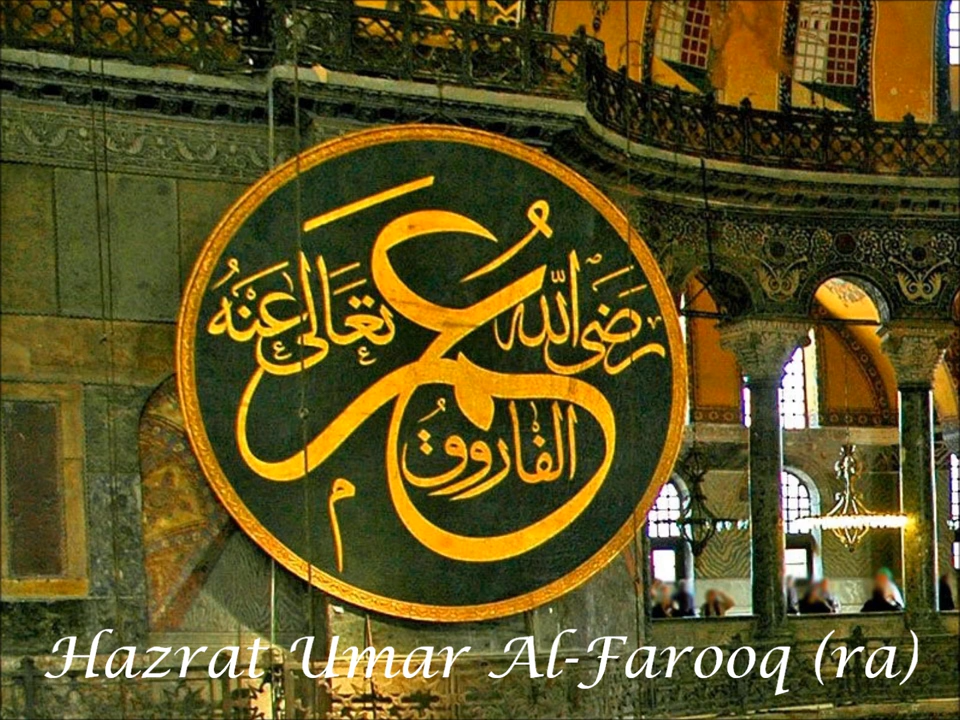 عمر الفاروق رضى الله تعالى عنه
Hazrat Umar Al-Farooq (ra)